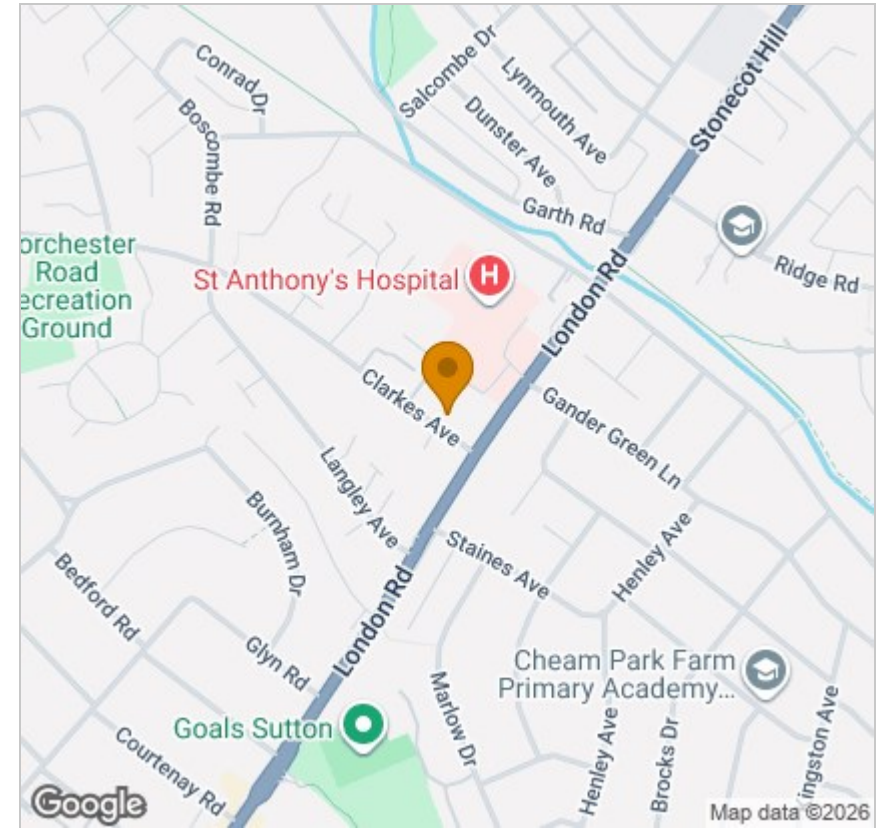 Conrad Dr
Boscombe Rd
Salcombe Dr
Lynmouth Ave
Dunster Ave
Stonecot Hill
Garth Rd
Ridge Rd
orchester
Road
ecreation
Ground
St Anthony's Hospital
H
London Rd
Clarkes Ave
Gander Green Ln
Langley Ave
Burnham Dr
Staines Ave
Henley Ave
Bedford Rd
London Rd
Glyn Rd
Marlow Dr
Cheam Park Farm
Primary Academy...
Goals Sutton
Courtenay Rd
Henley Ave
Brocks Dr
ingston Ave
Google
Map data ©2026